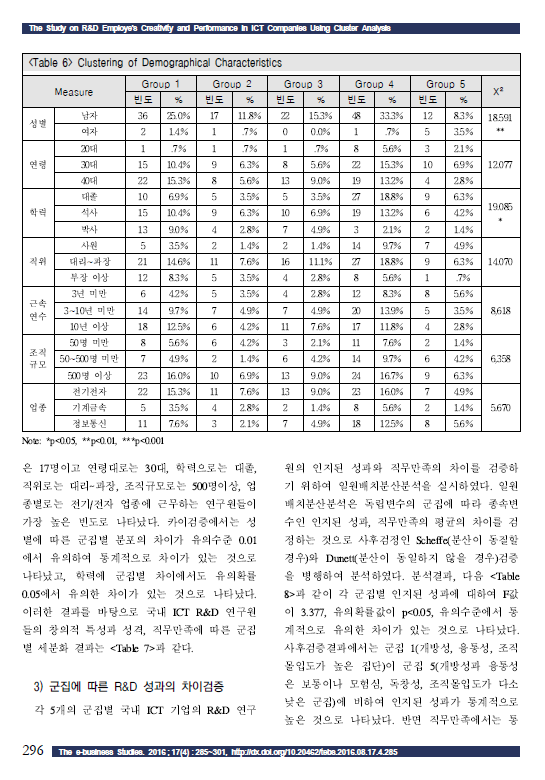 The Study on R&D Employe's Creativity and Performance in ICT Companies Using Cluster Analysis
<Table 6> Clustering of Demographical Characteristics
Measure Group 1 Group 2 Group 3 Group 4 Group 5 X²
빈도 % 빈도 % 빈도 % 빈도 % 빈도 %
성별 남자 36 25.0% 17 11.8% 22 15.3% 48 33.3% 12 8.3% 18.591 **
여자 2 1.4% 1 .7% 0 0.0% 1 .7% 5 3.5%
연령 20대 1 .7% 1 .7% 1 .7% 8 5.6% 3 2.1% 12.077
30대 15 10.4% 9 6.3% 8 5.6% 22 15.3% 10 6.9%
40대 22 15.3% 8 5.6% 13 9.0% 19 13.2% 4 2.8%
학력 대졸 10 6.9% 5 3.5% 5 3.5% 27 18.8% 9 6.3% 19.085 *
석사 15 10.4% 9 6.3% 10 6.9% 19 13.2% 6 4.2%
박사 13 9.0% 4 2.8% 7 4.9% 3 2.1% 2 1.4%
직위 사원 5 3.5% 2 1.4% 2 1.4% 14 9.7% 7 4.9% 14.070
대리~과장 21 14.6% 11 7.6% 16 11.1% 27 18.8% 9 6.3%
부장 이상 12 8.3% 5 3.5% 4 2.8% 8 5.6% 1 .7%
근속 연수 3년 미만 6 4.2% 5 3.5% 4 2.8% 12 8.3% 8 5.6% 8,618
3~10년 미만 14 9.7% 7 4.9% 7 4.9% 20 13.9% 5 3.5%
10년 이상 18 12.5% 6 4.2% 11 7.6% 17 11.8% 4 2.8%
조직 규모 50명 미만 8 5.6% 6 4.2% 3 2.1% 11 7.6% 2 1.4% 6,358
50~500명 미만 7 4.9% 2 1.4% 6 4.2% 14 9.7% 6 4.2%
500명 이상 23 16.0% 10 6.9% 13 9.0% 24 16.7% 9 6.3%
업종 전기전자 22 15.3% 11 7.6% 13 9.0% 23 16.0% 7 4.9% 5.670
기계금속 5 3.5% 4 2.8% 2 1.4% 8 5.6% 2 1.4%
정보통신 11 7.6% 3 2.1% 7 4.9% 18 12.5% 8 5.6%
Note: *p<0.05, **p<0.01, ***p<0.001
은 17명이고 연령대로는 30대, 학력으로는 대졸,
직위로는 대리~과장, 조직규모로는 500명이상, 업
종별로는 전기/전자 업종에 근무하는 연구원들이
가장 높은 빈도로 나타났다. 카이검증에서는 성
별에 따른 군집별 분포의 차이가 유의수준 0.01
에서 유의하여 통계적으로 차이가 있는 것으로
나타났고, 학력에 군집별 차이에서도 유의확률
0.05에서 유의한 차이가 있는 것으로 나타났다.
이러한 결과를 바탕으로 국내 ICT R&D 연구원
들의 창의적 특성과 성격, 직무만족에 따른 군집
별 세분화 결과는 <Table 7>과 같다.
3) 군집에 따른 R&D 성과의 차이검증
각 5개의 군집별 국내 ICT 기업의 R&D 연구
원의 인지된 성과와 직무만족의 차이를 검증하
기 위하여 일원배치분산분석을 실시하였다. 일원
배치분산분석은 독립변수의 군집에 따라 종속변
수인 인지된 성과, 직무만족의 평균의 차이를 검
정하는 것으로 사후검정인 Scheffe(분산이 동질할
경우)와 Dunett(분산이 동일하지 않을 경우)검증
을 병행하여 분석하였다. 분석결과, 다음 <Table
8>과 같이 각 군집별 인지된 성과에 대하여 F값
이 3.377, 유의확률값이 p<0.05, 유의수준에서 통
계적으로 유의한 차이가 있는 것으로 나타났다.
사후검증결과에서는 군집 1(개방성, 융통성, 조직
몰입도가 높은 집단)이 군집 5(개방성과 융통성
은 보통이나 모험심, 독창성, 조직몰입도가 다소
낮은 군집)에 비하여 인지된 성과가 통계적으로
높은 것으로 나타났다. 반면 직무만족에서는 통
296 The e-business Studies. 2016 ; 17(4) : 285~301, http://dx.doi.org/10.20462/tebs.2016.08.17.4.285